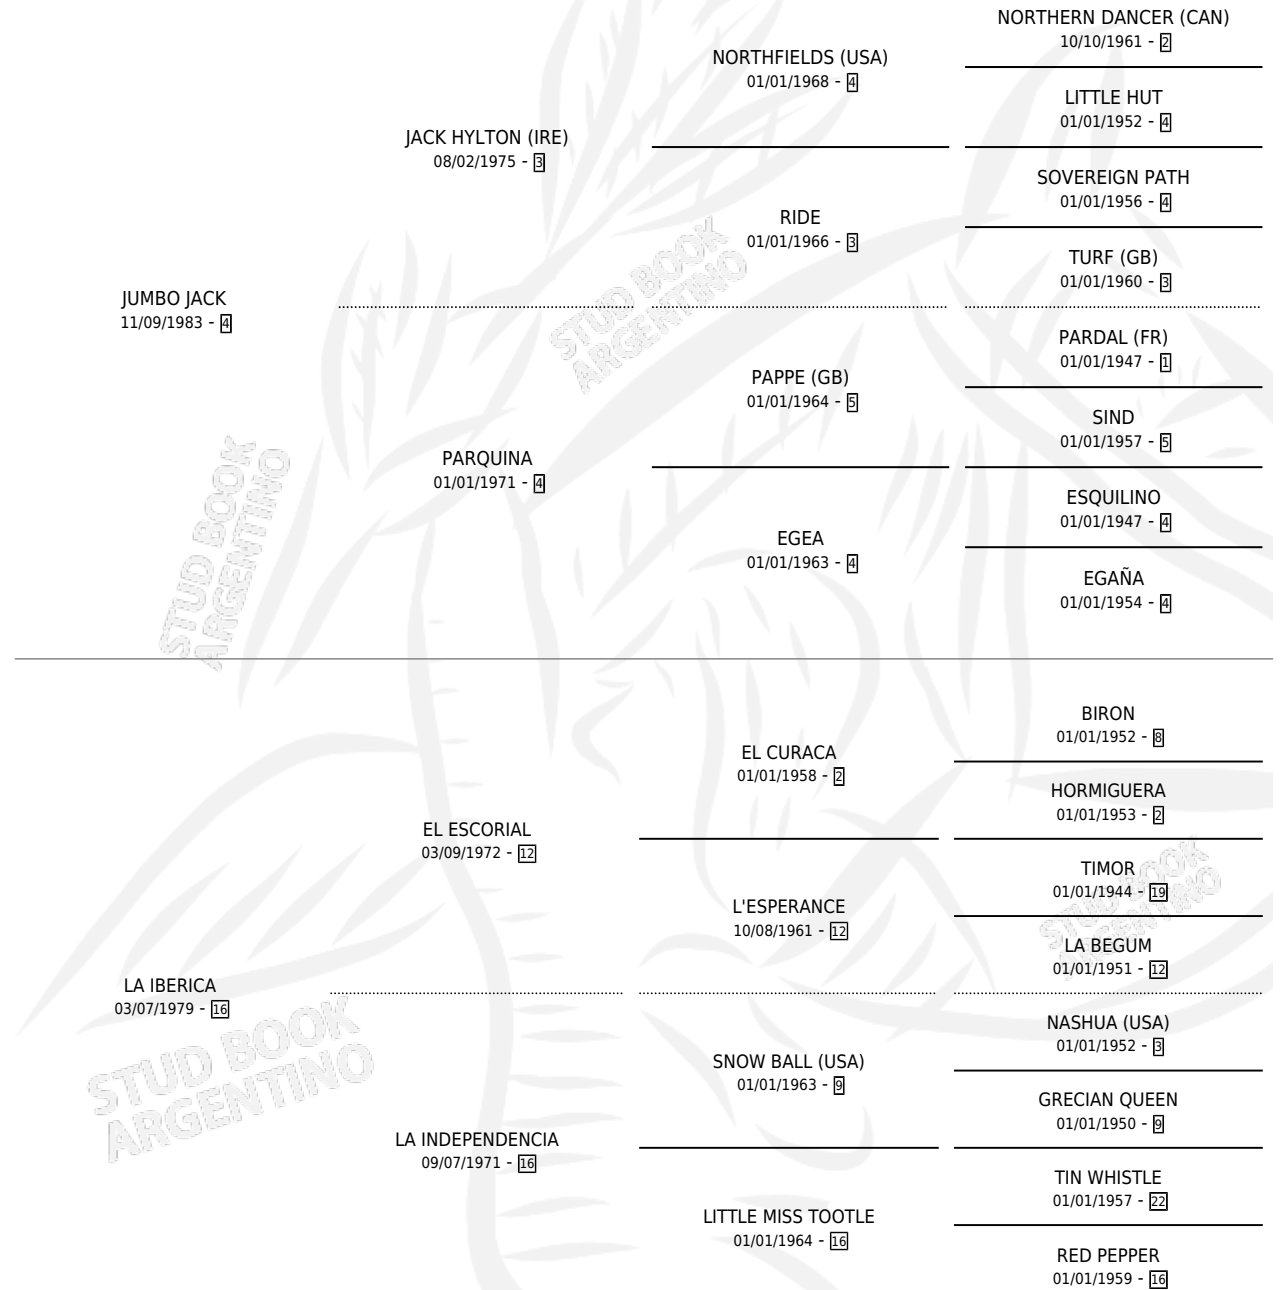 NORTHERN DANCER (CAN)
10/10/1961 - 2
NORTHFIELDS (USA)
01/01/1968 - 4
LITTLE HUT
01/01/1952 - 4
JACK HYLTON (IRE)
08/02/1975 - 3
SOVEREIGN PATH
01/01/1956 - 4
RIDE
01/01/1966 - 3
TURF (GB)
01/01/1960 - 3
JUMBO JACK
11/09/1983 - 4
STUD BOOK
ARGENTINO
PARDAL (FR)
01/01/1947 - 1
PAPPE (GB)
01/01/1964 - 5
SIND
01/01/1957 - 5
PARQUINA
01/01/1971 - 4
ESQUILINO
01/01/1947 - 4
EGEA
01/01/1963 - 4
EGAÑA
01/01/1954 - 4
STUD BOOK
ARGENTINO
BIRON
01/01/1952 - 8
EL CURACA
01/01/1958 - 2
HORMIGUERA
01/01/1953 - 2
EL ESCORIAL
03/09/1972 - 12
TIMOR
01/01/1944 - 19
L'ESPERANCE
10/08/1961 - 12
LA BEGUM
01/01/1951 - 12
STUD BOOK
ARGENTINO
LA IBERICA
03/07/1979 - 16
NASHUA (USA)
01/01/1952 - 3
SNOW BALL (USA)
01/01/1963 - 9
GRECIAN QUEEN
01/01/1950 - 9
STUD BOOK
ARGENTINO
LA INDEPENDENCIA
09/07/1971 - 16
TIN WHISTLE
01/01/1957 - 22
LITTLE MISS TOOTLE
01/01/1964 - 16
RED PEPPER
01/01/1959 - 16